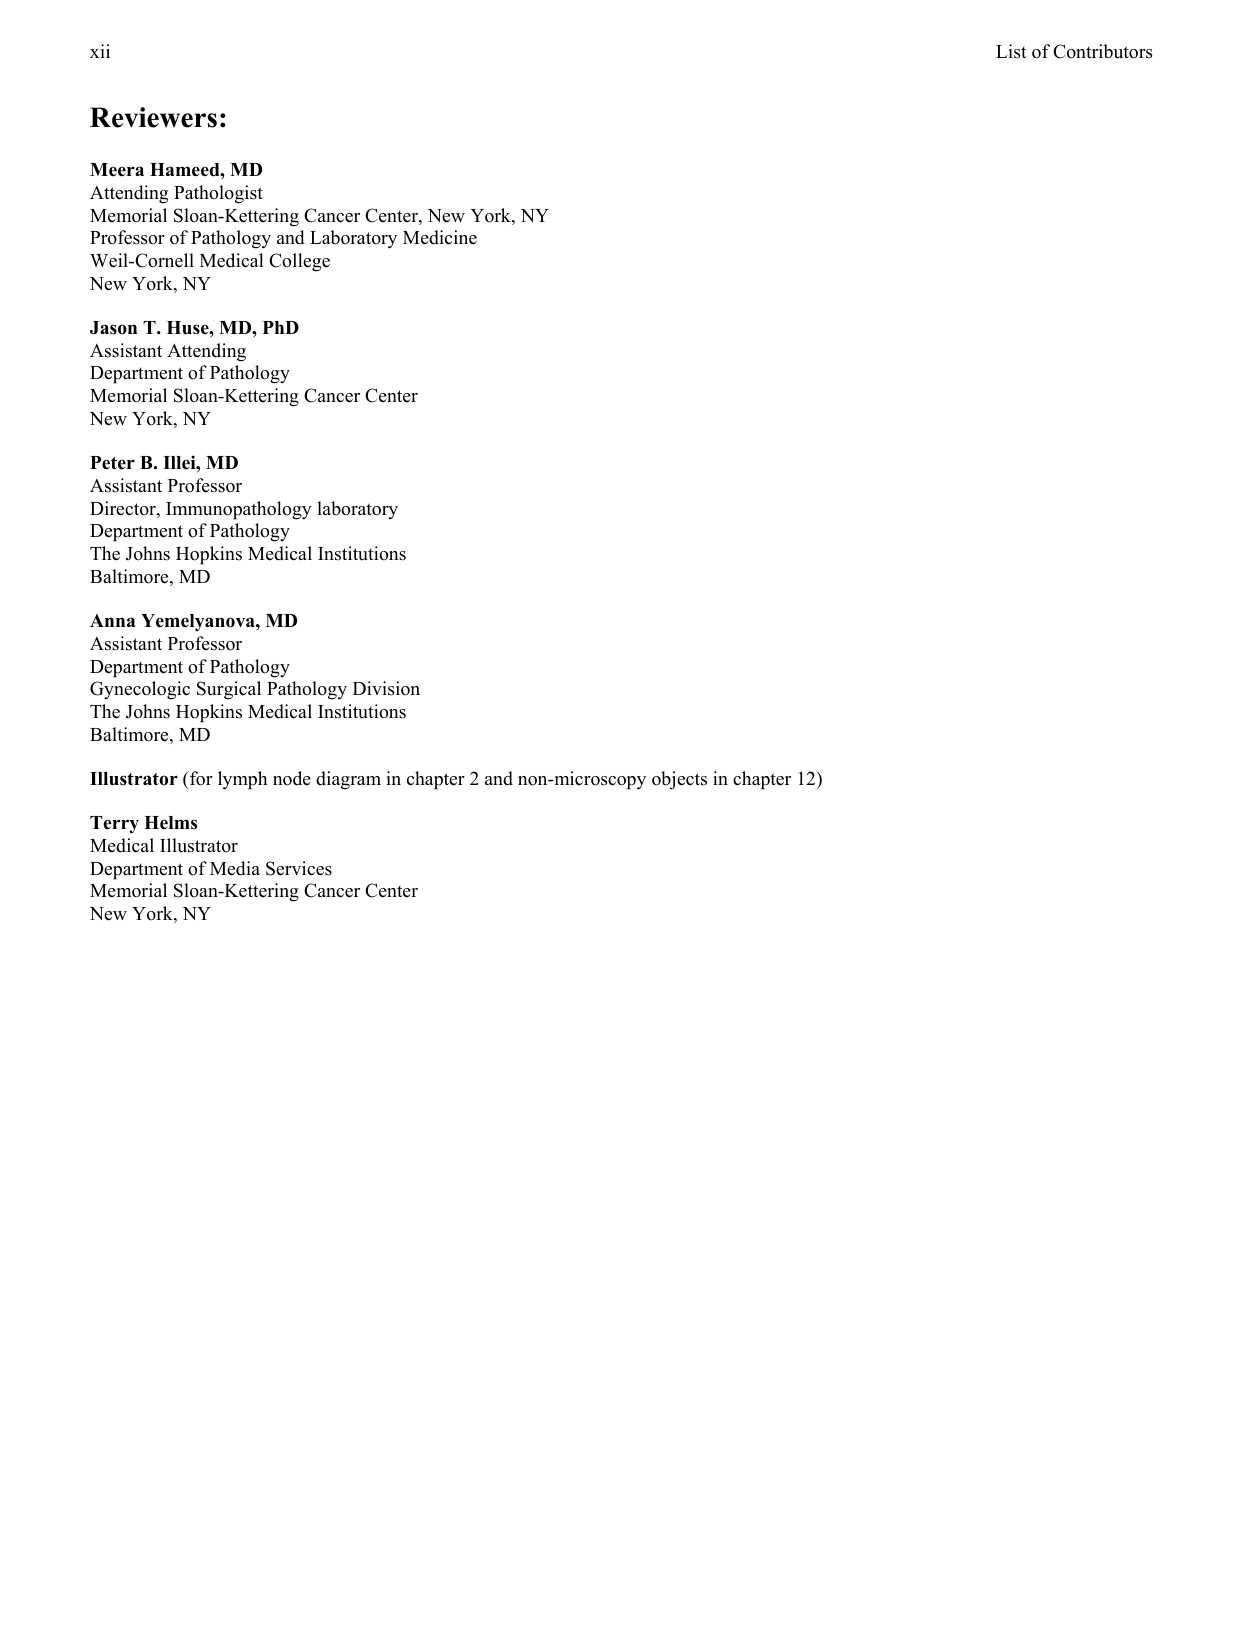 xii
List of Contributors
Reviewers:
Meera Hameed, MD
Attending Pathologist
Memorial Sloan-Kettering Cancer Center, New York, NY
Professor of Pathology and Laboratory Medicine
Weil-Cornell Medical College
New York, NY
Jason T. Huse, MD, PhD
Assistant Attending
Department of Pathology
Memorial Sloan-Kettering Cancer Center
New York, NY
Peter B. Illei, MD
Assistant Professor
Director, Immunopathology laboratory
Department of Pathology
The Johns Hopkins Medical Institutions
Baltimore, MD
Anna Yemelyanova, MD
Assistant Professor
Department of Pathology
Gynecologic Surgical Pathology Division
The Johns Hopkins Medical Institutions
Baltimore, MD
Illustrator (for lymph node diagram in chapter 2 and non-microscopy objects in chapter 12)
Terry Helms
Medical Illustrator
Department of Media Services
Memorial Sloan-Kettering Cancer Center
New York, NY